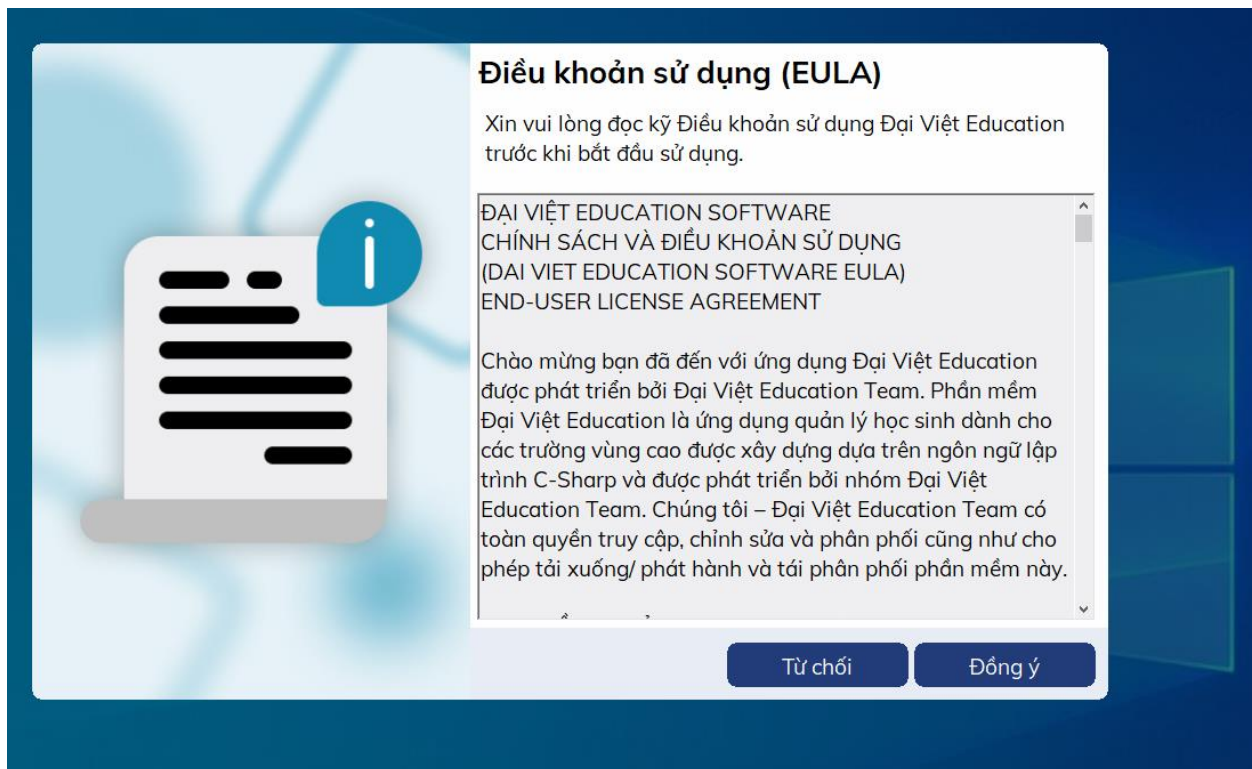 Điều khoản sử dụng (EULA)
Xin vui lòng đọc kỹ Điều khoản sử dụng Đại Việt Education
trước khi bắt đầu sử dụng.
ĐẠI VIỆT EDUCATION SOFTWARE
CHÍNH SÁCH VÀ ĐIỀU KHOẢN SỬ DỤNG
(DAI VIET EDUCATION SOFTWARE EULA)
END-USER LICENSE AGREEMENT
Chào mừng bạn đã đến với ứng dụng Đại Việt Education
được phát triển bởi Đại Việt Education Team. Phần mềm
Đại Việt Education là ứng dụng quản lý học sinh dành cho
các trường vùng cao được xây dựng dựa trên ngôn ngữ lập
trình C-Sharp và được phát triển bởi nhóm Đại Việt
Education Team. Chúng tôi – Đại Việt Education Team có
toàn quyền truy cập, chỉnh sửa và phân phối cũng như cho
phép tải xuống/ phát hành và tái phân phối phần mềm này.
Từ chối
Đồng ý